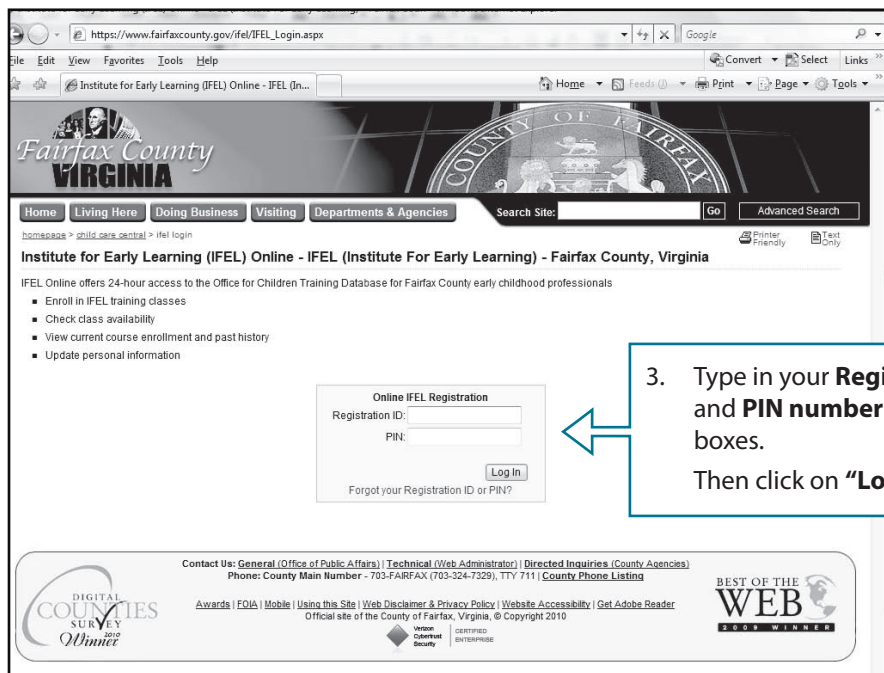 https://www.fairfaxcounty.gov/ifel/IFEL_Login.aspx
Google
File Edit View Favorites Tools Help
Convert Select Links
Institute for Early Learning (IFEL) Online - IFEL (In...
Home Feeds (J) Print Page Tools
Fairfax County
VIRGINIA
COUNTY OF FAIRFAX
Home Living Here Doing Business Visiting Departments & Agencies Search Site: Go Advanced Search
homepage > child care central > ifel login
Printer Friendly Text Only
Institute for Early Learning (IFEL) Online - IFEL (Institute For Early Learning) - Fairfax County, Virginia
IFEL Online offers 24-hour access to the Office for Children Training Database for Fairfax County early childhood professionals
Enroll in IFEL training classes
Check class availability
View current course enrollment and past history
Update personal information
Online IFEL Registration
Registration ID:
PIN:
Log In
Forgot your Registration ID or PIN?
3. Type in your Regi
and PIN number
boxes.
Then click on "Lo
Contact Us: General (Office of Public Affairs) | Technical (Web Administrator) | Directed Inquiries (County Agencies)
Phone: County Main Number - 703-FAIRFAX (703-324-7329), TTY 711 | County Phone Listing
Awards | FOIA | Mobile | Using this Site | Web Disclaimer & Privacy Policy | Website Accessibility | Get Adobe Reader
Official site of the County of Fairfax, Virginia, © Copyright 2010
Verizon Cybertrust Security CERTIFIED ENTERPRISE
DIGITAL
COUNTIES
SURVEY
2010
Winner
BEST OF THE
WEB
2009 WINNER